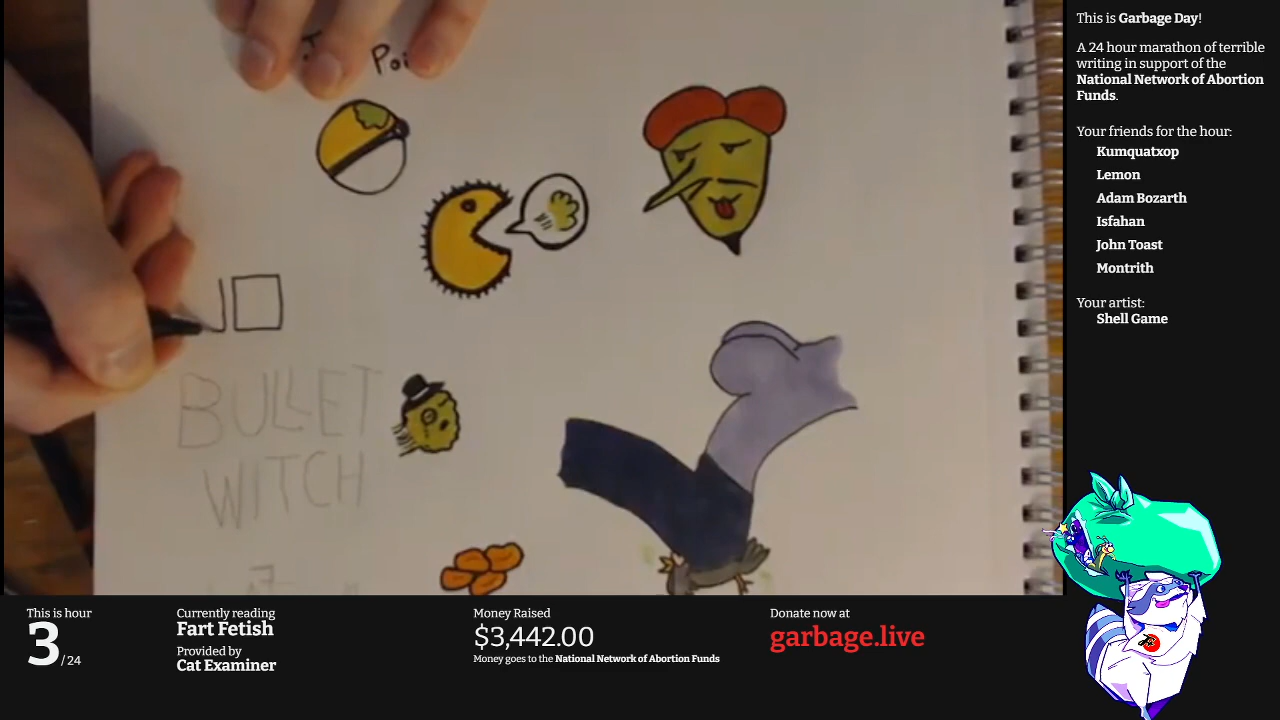 Poi
BULLET
WITCH
This is Garbage Day!
A 24 hour marathon of terrible
writing in support of the
National Network of Abortion
Funds.
Your friends for the hour:
Kumquatxop
Lemon
Adam Bozarth
Isfahan
John Toast
Montrith
Your artist:
Shell Game
This is hour
3/24
Currently reading
Fart Fetish
Provided by
Cat Examiner
Money Raised
$3,442.00
Money goes to the National Network of Abortion Funds
Donate now at
garbage.live